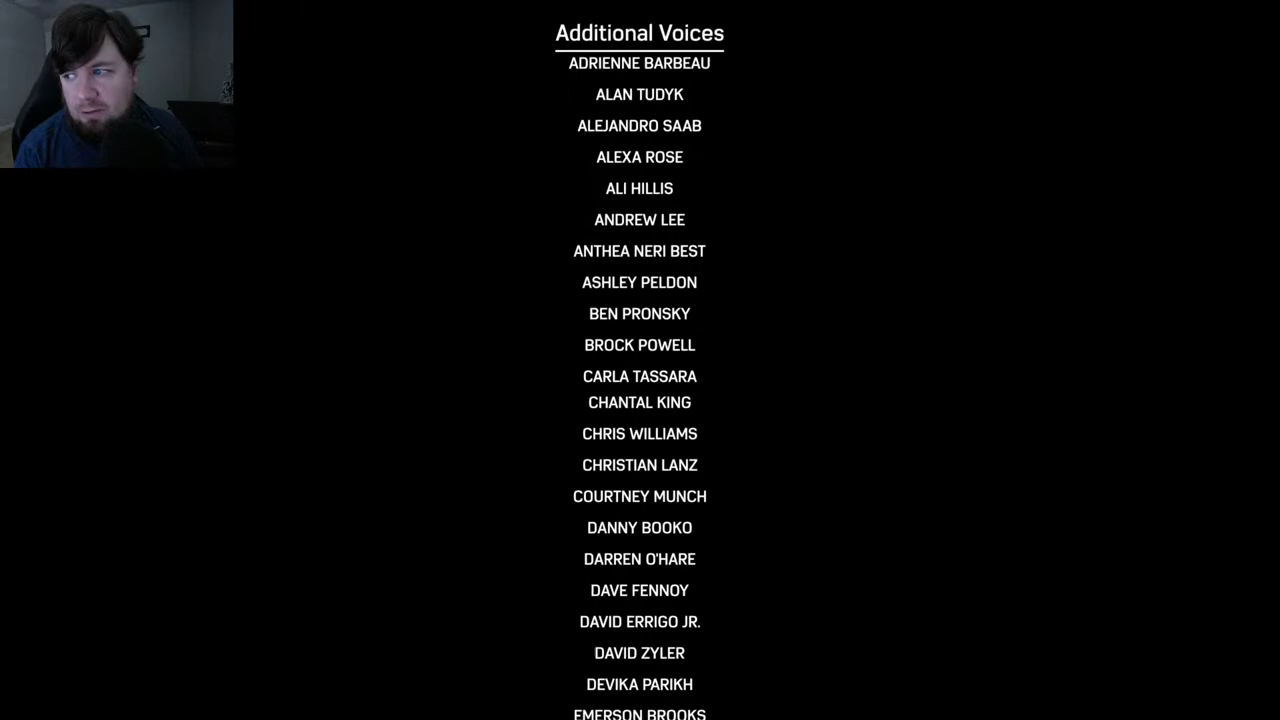 Additional Voices
ADRIENNE BARBEAU
ALAN TUDYK
ALEJANDRO SAAB
ALEXA ROSE
ALI HILLIS
ANDREW LEE
ANTHEA NERI BEST
ASHLEY PELDON
BEN PRONSKY
BROCK POWELL
CARLA TASSARA
CHANTAL KING
CHRIS WILLIAMS
CHRISTIAN LANZ
COURTNEY MUNCH
DANNY BOOKO
DARREN O'HARE
DAVE FENNOY
DAVID ERRIGO JR.
DAVID ZYLER
DEVIKA PARIKH
EMERSON BROOKS